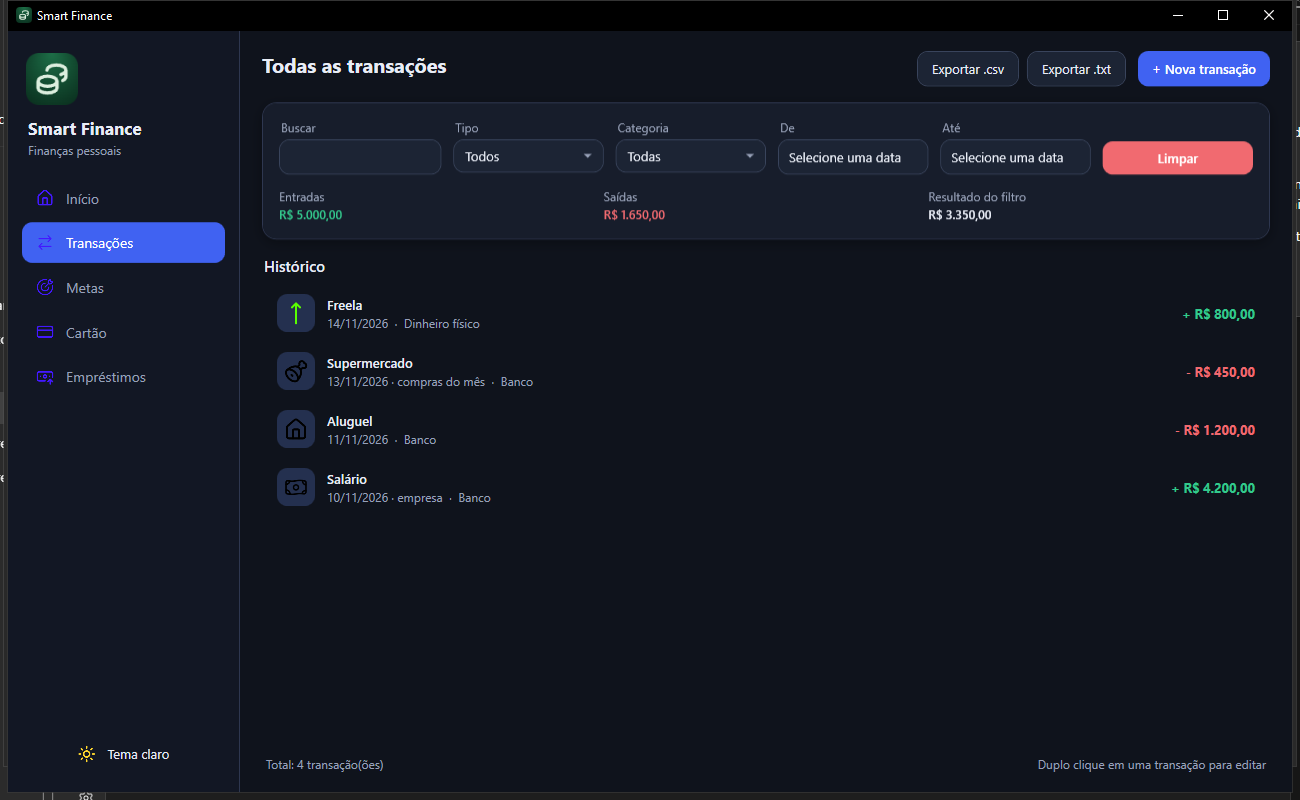 Smart Finance
Smart Finance
Finanças pessoais
Início
Transações
Metas
Cartão
Empréstimos
Tema claro
Todas as transações
Exportar .csv
Exportar .txt
+ Nova transação
Buscar
Tipo
Categoria
De
Até
Todos
Todas
Selecione uma data
Selecione uma data
Limpar
Entradas
R$ 5.000,00
Saídas
R$ 1.650,00
Resultado do filtro
R$ 3.350,00
Histórico
Freela
14/11/2026 · Dinheiro físico
+ R$ 800,00
Supermercado
13/11/2026 · compras do mês · Banco
- R$ 450,00
Aluguel
11/11/2026 · Banco
- R$ 1.200,00
Salário
10/11/2026 · empresa · Banco
+ R$ 4.200,00
Total: 4 transação(ões)
Duplo clique em uma transação para editar